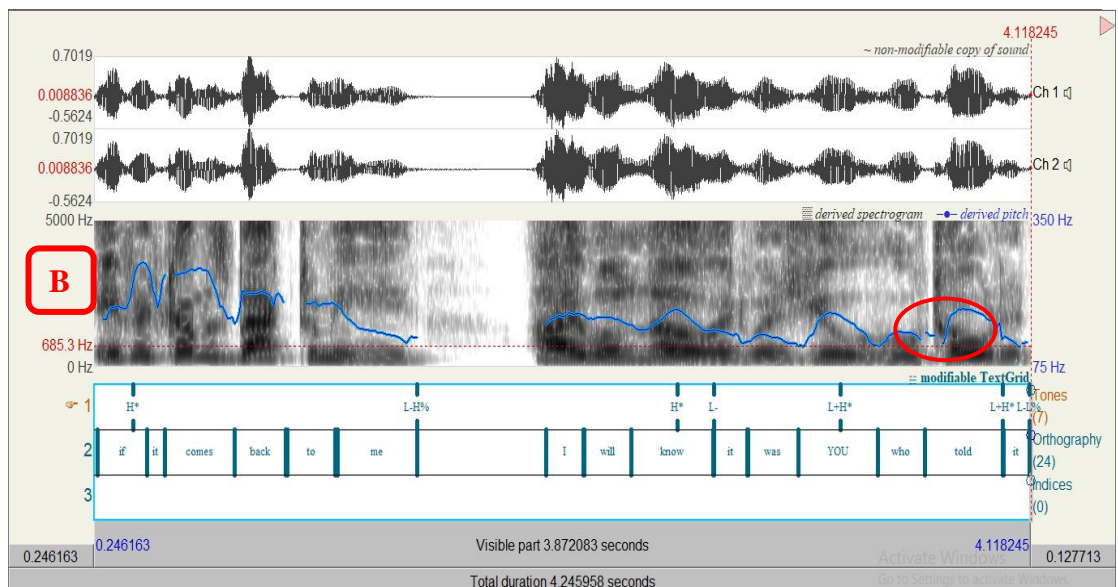 4.118245
~ non-modifiable copy of sound
0.7019
0.008836
-0.5624
Ch 1
0.7019
0.008836
-0.5624
Ch 2
5000 Hz
derived spectrogram
derived pitch
350 Hz
B
685.3 Hz
0 Hz
75 Hz
modifiable TextGrid
1
H* L-H% H* L- L+H* L+H* L-L%
Tones
(7)
2
if it comes back to me I will know it was YOU who told it
Orthography
(24)
3
Indices
(0)
0.246163
0.246163
Visible part 3.872083 seconds
4.118245
0.127713
Total duration 4.245958 seconds
Activate Windows
Go to Settings to activate Windows.